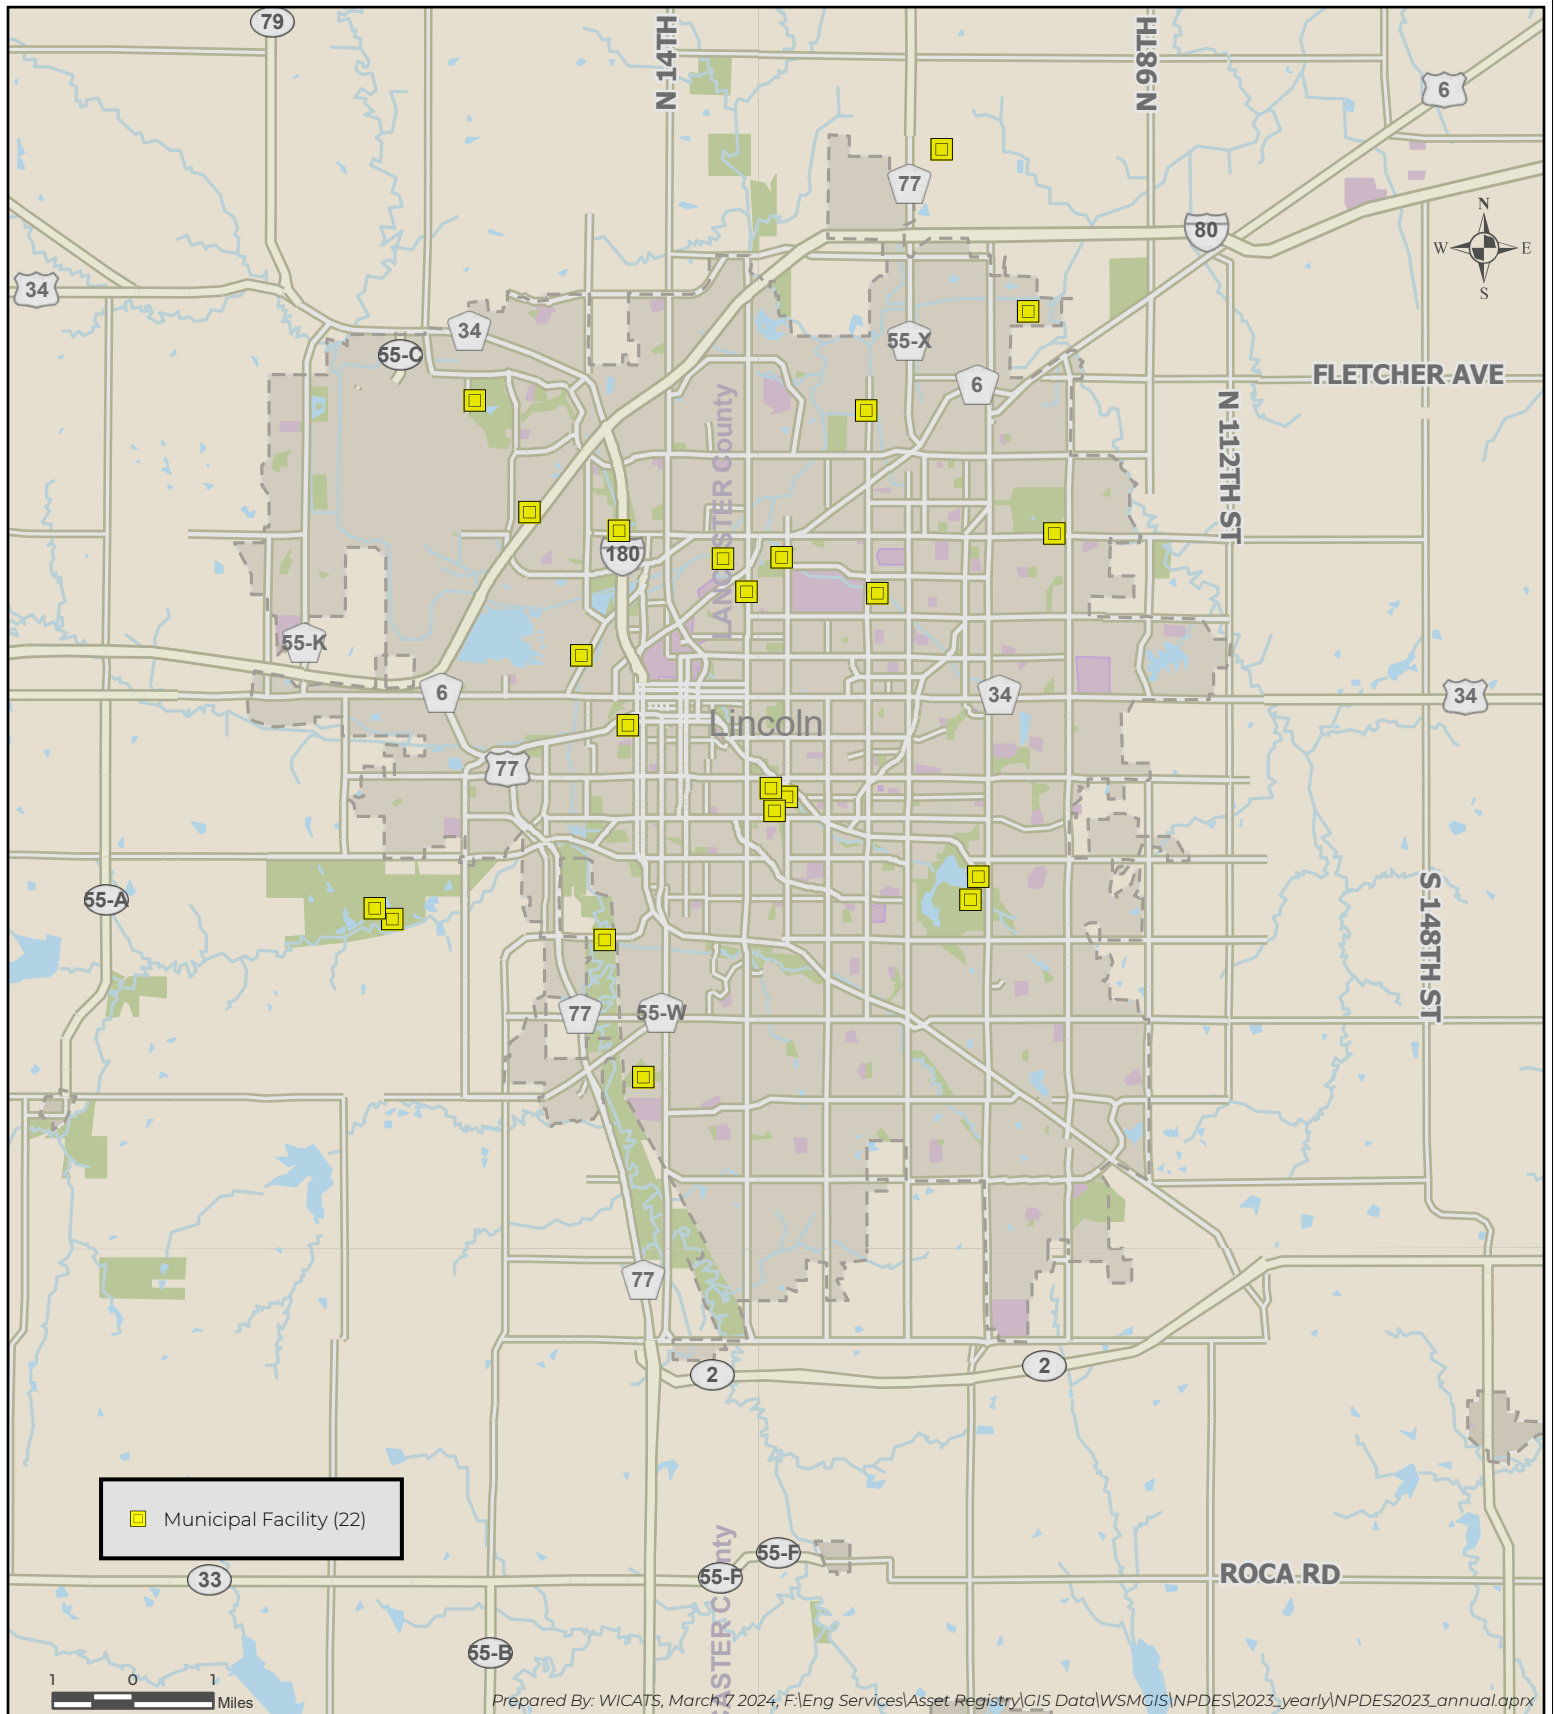 79
N 14TH
N 98TH
6
77
80
N
W E
S
34
34
55-C
55-X
6
FLETCHER AVE
N 112TH ST
LANCASTER County
180
55-K
6
34
34
Lincoln
77
55-A
S 148TH ST
77
55-W
77
2
2
Municipal Facility (22)
55-F
55-F
33
ROCA RD
55-B
CASTER County
1 0 1
Miles
Prepared By: WICATS, March 7 2024, F:\Eng Services\Asset Registry\GIS Data\WSMGIS\NPDES\2023_yearly\NPDES2023_annual.aprx